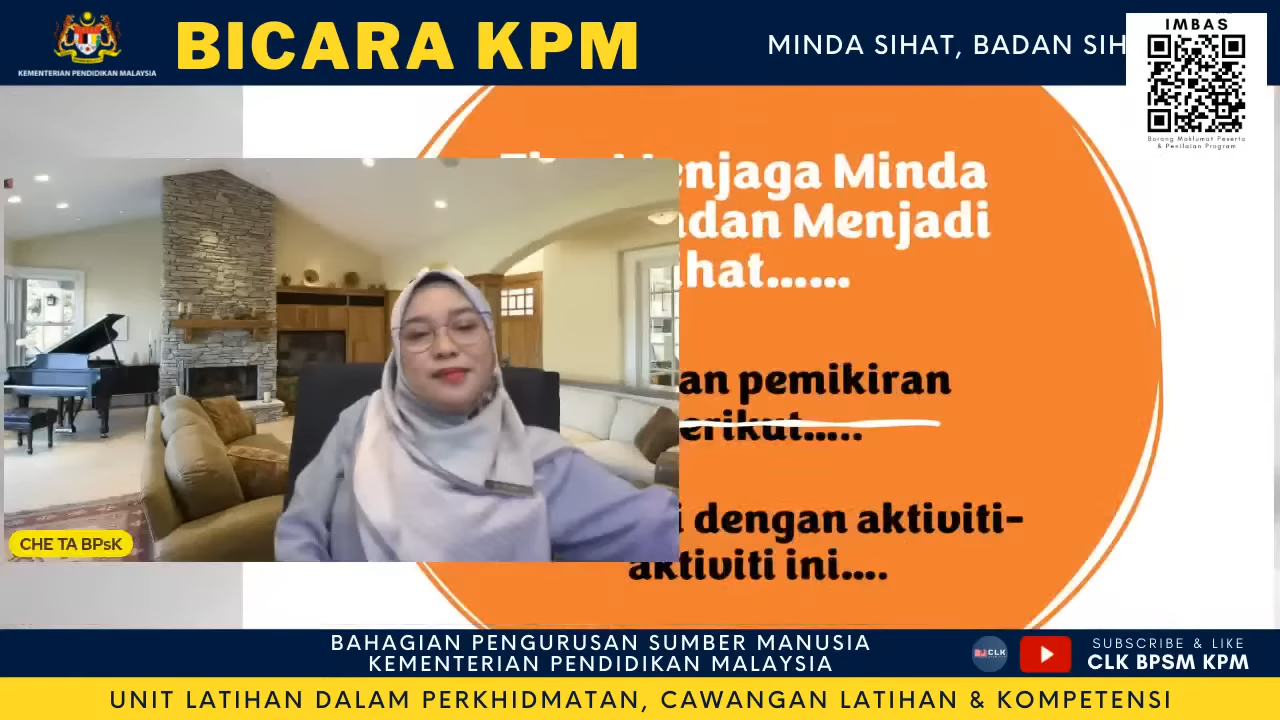 BICARA KPM
KEMENTERIAN PENDIDIKAN MALAYSIA
MINDA SIHAT, BADAN SIH
IMBAS
Borang Maklumat Peserta
& Penilaian Program
enjaga Minda
dan Menjadi
hat......
an pemikiran
erikut.....
i dengan aktiviti-
aktiviti ini....
CHE TA BPsK
BAHAGIAN PENGURUSAN SUMBER MANUSIA
KEMENTERIAN PENDIDIKAN MALAYSIA
CLK
SUBSCRIBE & LIKE
CLK BPSM KPM
UNIT LATIHAN DALAM PERKHIDMATAN, CAWANGAN LATIHAN & KOMPETENSI